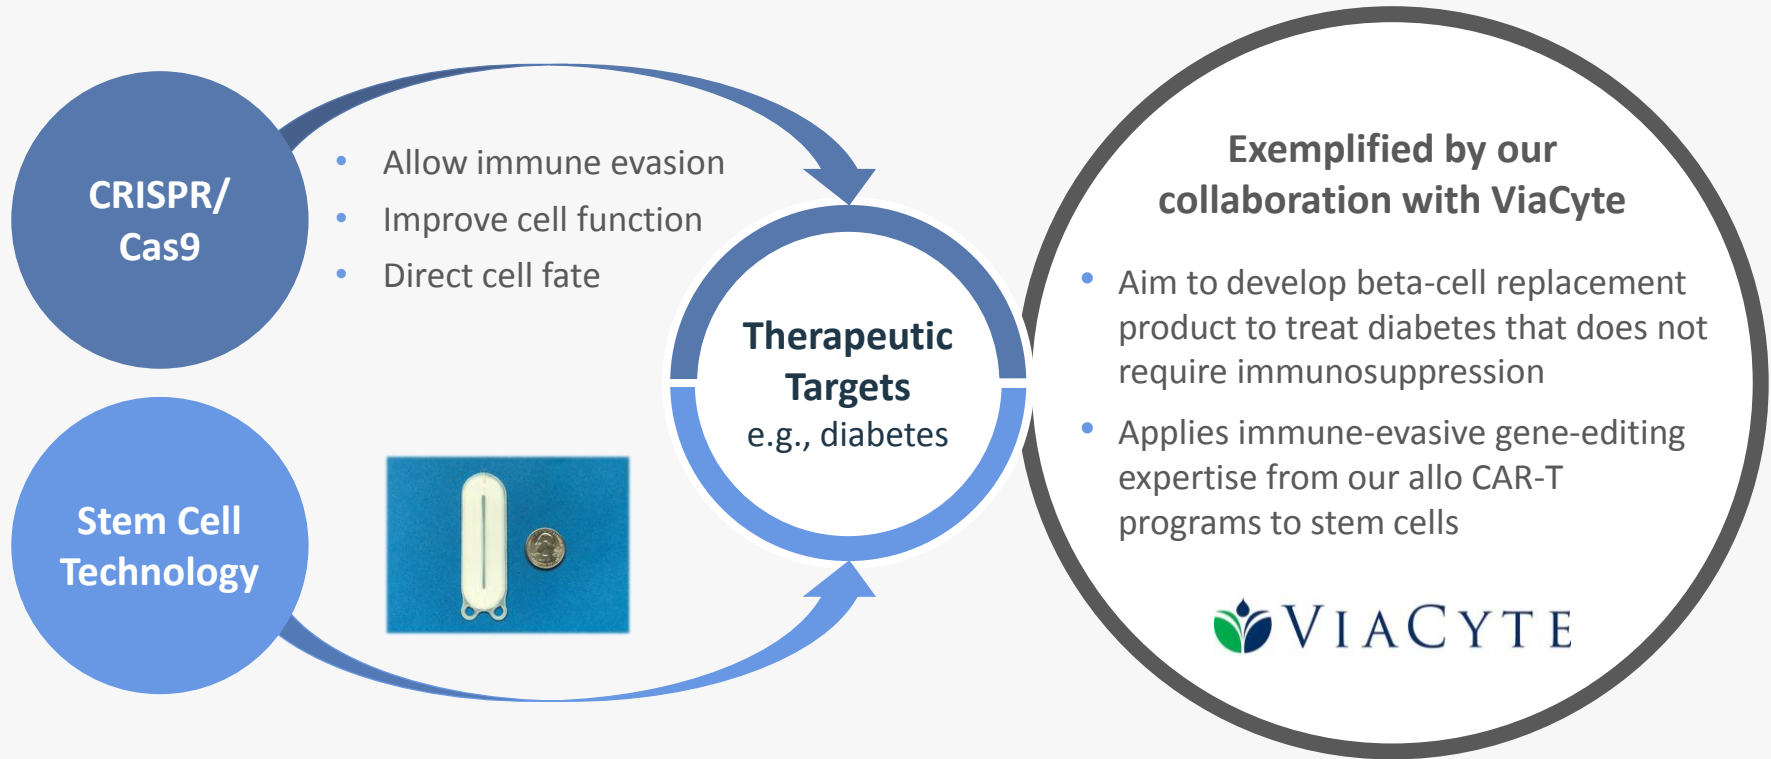 CRISPR/
Cas9
• Allow immune evasion
• Improve cell function
• Direct cell fate
Stem Cell
Technology
Therapeutic
Targets
e.g., diabetes
Exemplified by our
collaboration with ViaCyte
• Aim to develop beta-cell replacement
product to treat diabetes that does not
require immunosuppression
• Applies immune-evasive gene-editing
expertise from our allo CAR-T
programs to stem cells
VIACYTE